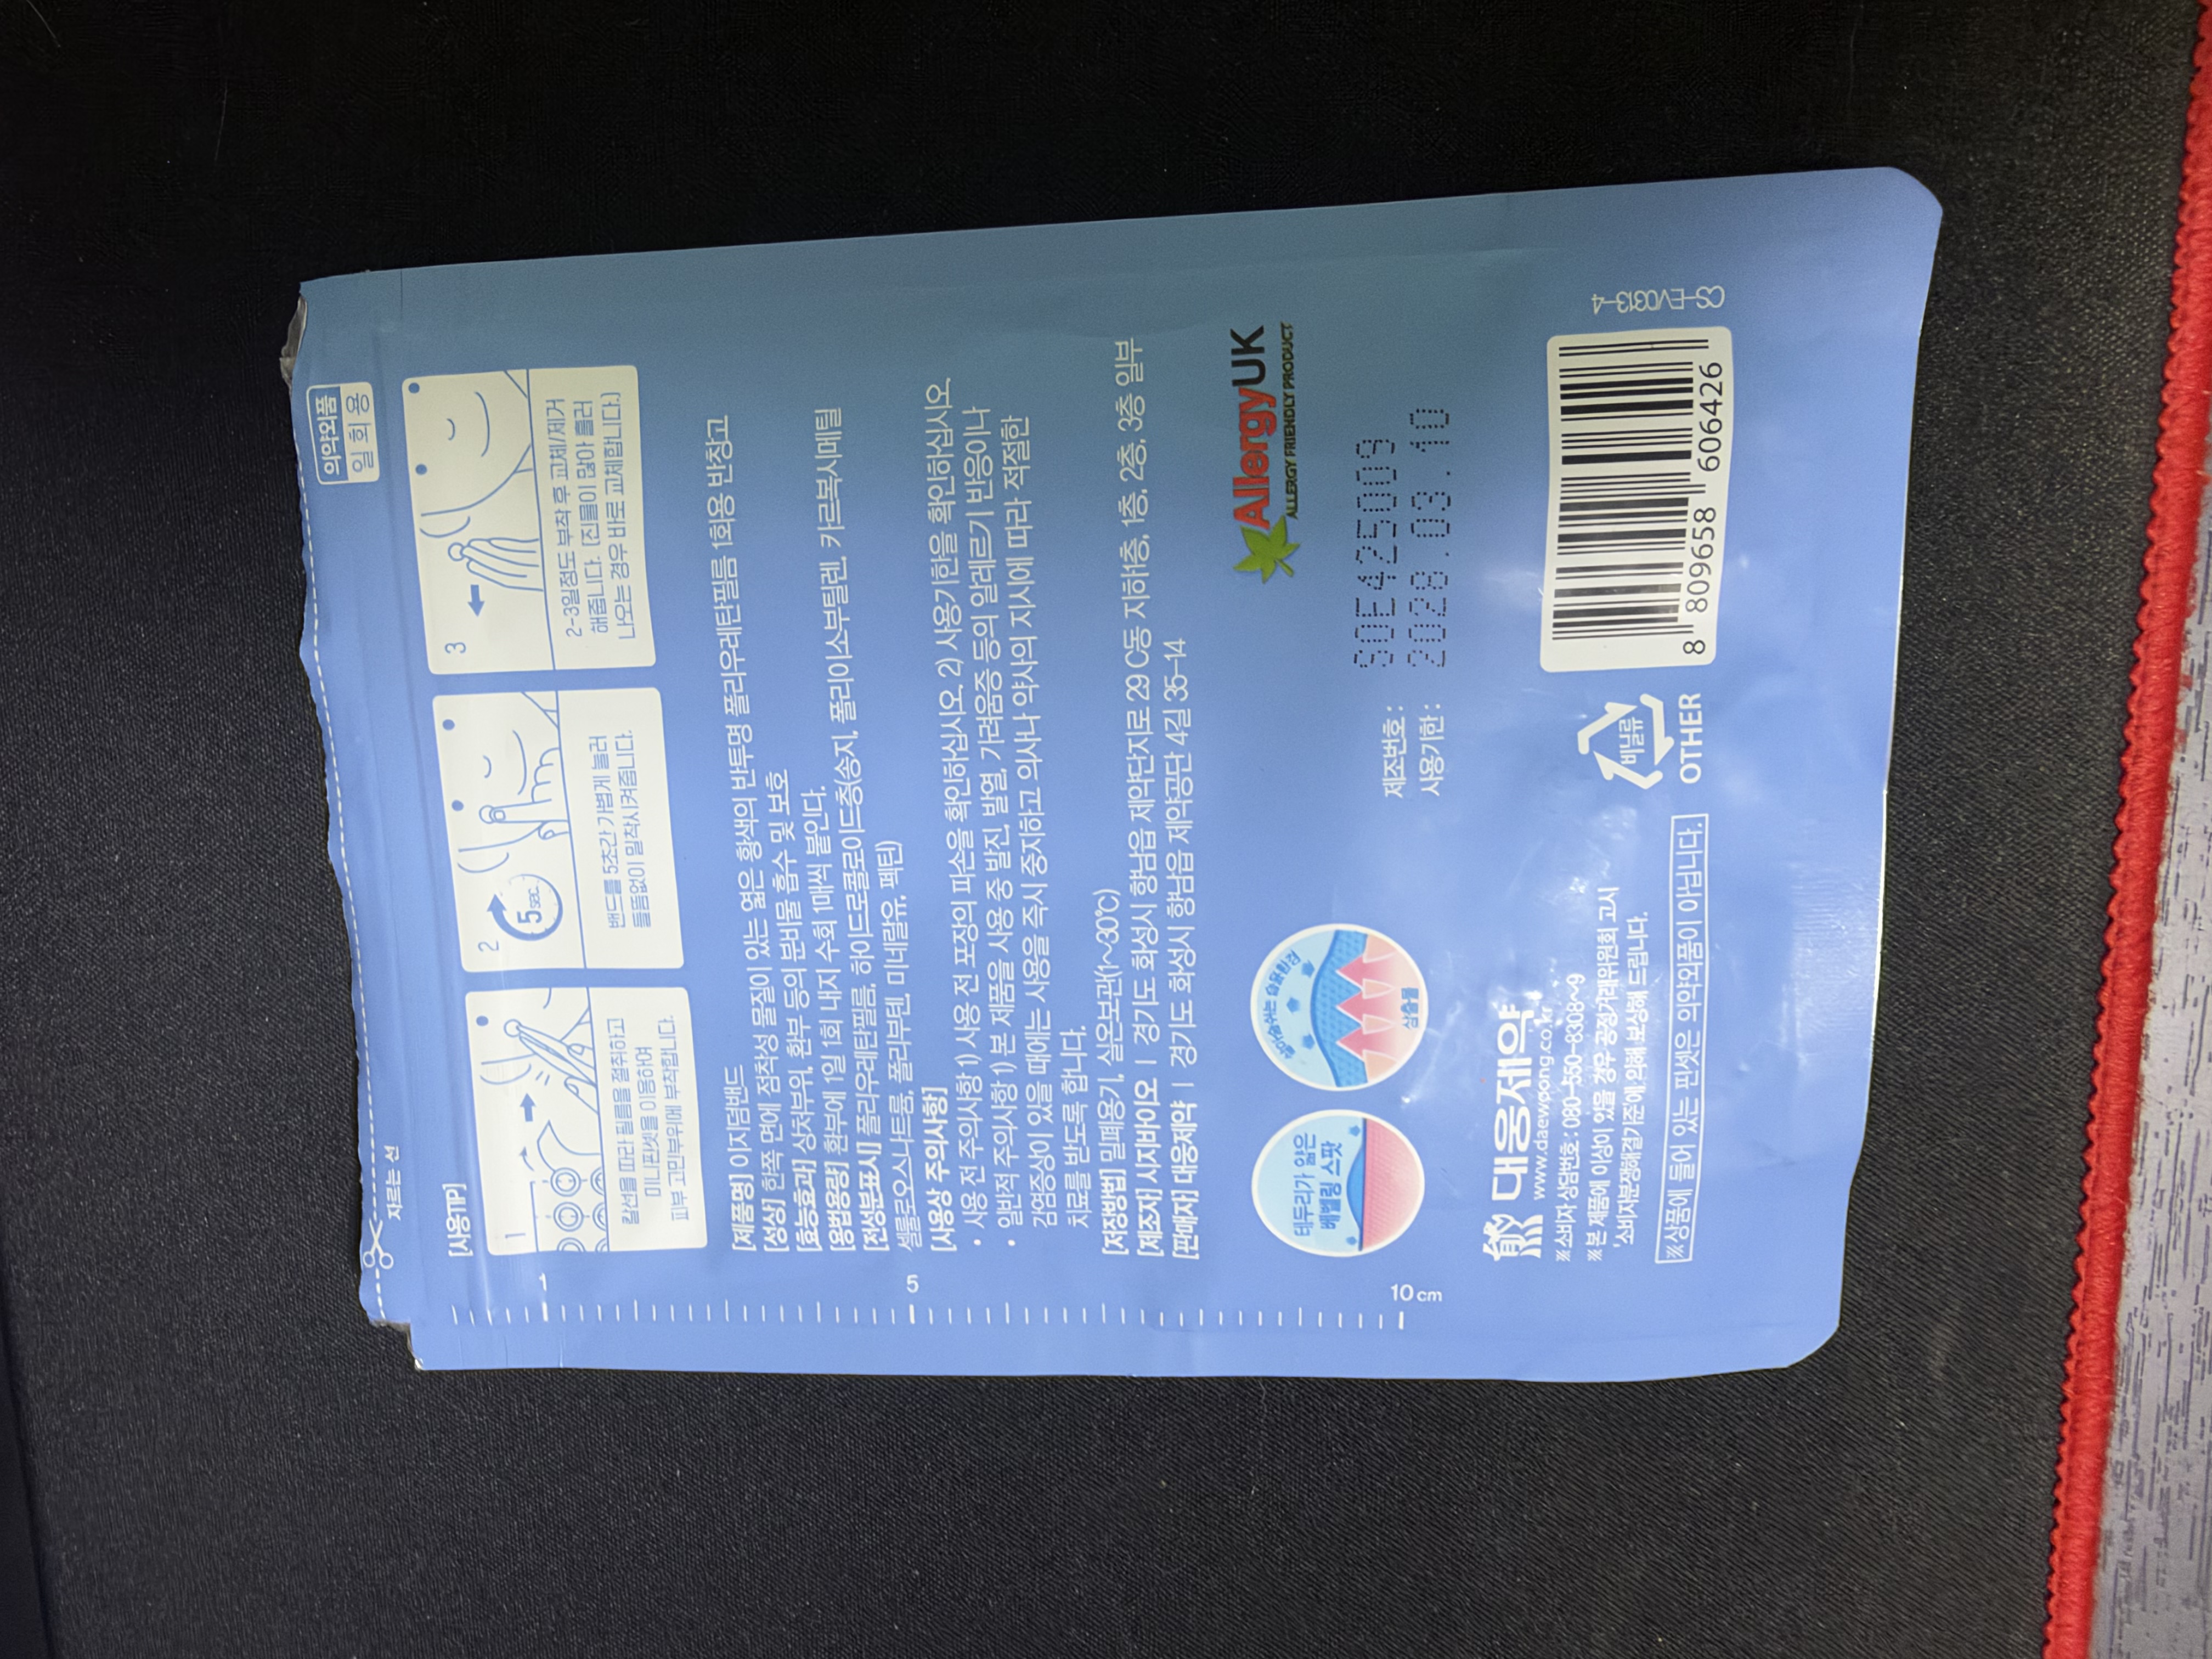 의약외품
일회용
자르는 선
[사용TIP]
1
칼선을 따라 필름을 절취하고
미니핀셋을 이용하여
피부 고민부위에 부착합니다.
2
5sec.
밴드를 5초간 가볍게 눌러
들뜸없이 밀착시켜줍니다.
3
2-3일정도 부착 후 교체/제거
해줍니다. [진물이 많아 흘러
나오는 경우 바로 교체합니다.]
[제품명] 이지덤밴드
[성상] 한쪽 면에 점착성 물질이 있는 엷은 황색의 반투명 폴리우레탄필름 1회용 반창고
[효능효과] 상처부위, 환부 등의 분비물 흡수 및 보호
[용법용량] 환부에 1일 1회 내지 수회 1매씩 붙인다.
[전성분표시] 폴리우레탄필름, 하이드로콜로이드층(송지, 폴리이소부틸렌, 카르복시메틸
셀룰로오스나트륨, 폴리부텐, 미네랄유, 펙틴)
[사용상 주의사항]
• 사용 전 주의사항 1) 사용 전 포장의 파손을 확인하십시오. 2) 사용기한을 확인하십시오.
• 일반적 주의사항 1) 본 제품을 사용 중 발진, 발열, 가려움증 등의 알레르기 반응이나
감염증상이 있을 때에는 사용을 즉시 중지하고 의사나 약사의 지시에 따라 적절한
치료를 받도록 합니다.
[저장방법] 밀폐용기, 실온보관(1~30℃)
[제조자] 시지바이오 | 경기도 화성시 향남읍 제약단지로 29 C동 지하1층, 1층, 2층, 3층 일부
[판매자] 대웅제약 | 경기도 화성시 향남읍 제약공단 4길 35-14
1
5
10 cm
테두리가 얇은
베벨링 스팟
살아숨쉬는 습윤환경
삼출물
AllergyUK
ALLERGY FRIENDLY PRODUCT
제조번호 : S0E425009
사용기한 : 2028.03.10
대웅제약
www.daewoong.co.kr
※ 소비자 상담번호 : 080-550-8308~9
※ 본 제품에 이상이 있을 경우 공정거래위원회 고시
'소비자분쟁해결기준'에 의해 보상해 드립니다.
※상품에 들어 있는 핀셋은 의약외품이 아닙니다.
비닐류
OTHER
8 809658 606426
CS-EV0313-4